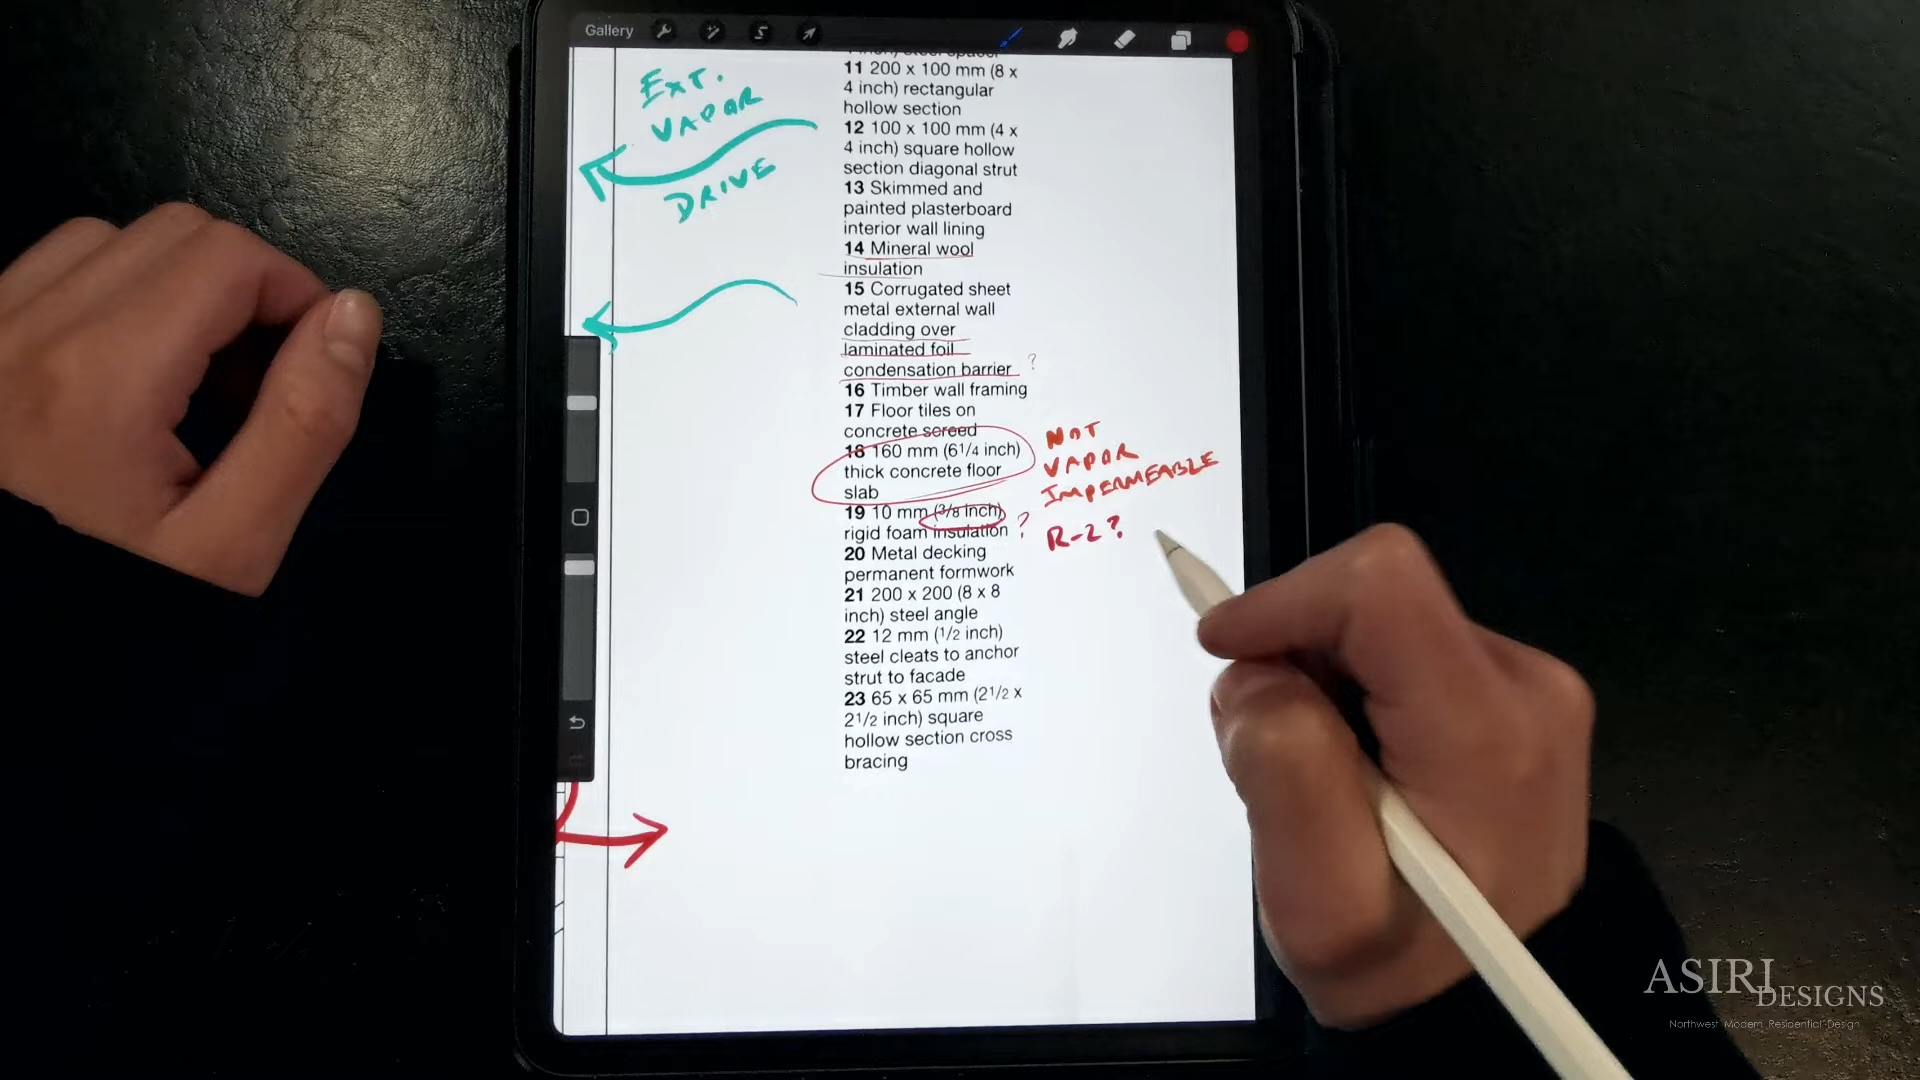 Gallery
EXT.
VAPOR
DRIVE
11 200 x 100 mm (8 x
4 inch) rectangular
hollow section
12 100 x 100 mm (4 x
4 inch) square hollow
section diagonal strut
13 Skimmed and
painted plasterboard
interior wall lining
14 Mineral wool
insulation
15 Corrugated sheet
metal external wall
cladding over
laminated foil
condensation barrier ?
16 Timber wall framing
17 Floor tiles on
concrete screed
18 160 mm (6 1/4 inch)
thick concrete floor
slab
19 10 mm (3/8 inch)
rigid foam insulation ?
20 Metal decking
permanent formwork
21 200 x 200 (8 x 8
inch) steel angle
22 12 mm (1/2 inch)
steel cleats to anchor
strut to facade
23 65 x 65 mm (2 1/2 x
2 1/2 inch) square
hollow section cross
bracing
NOT
VAPOR
IMPERMEABLE
R-2?
ASIRI
DESIGNS
Northwest Modern Residential Design